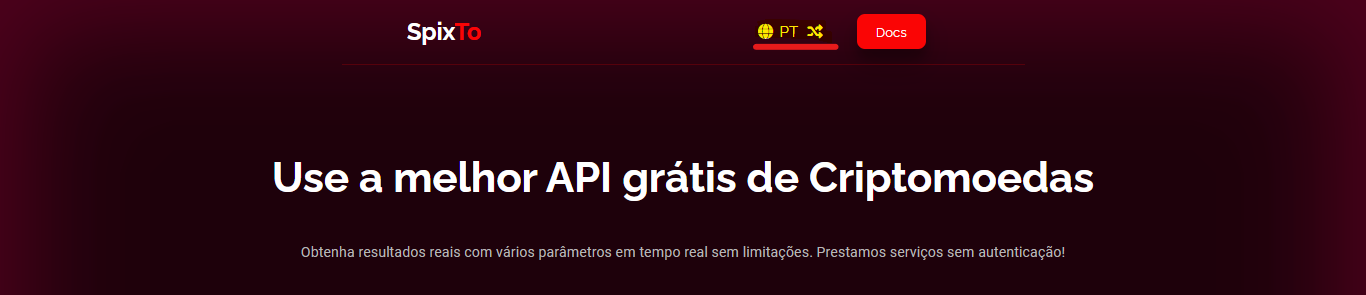 SpixTo
PT
Docs
Use a melhor API grátis de Criptomoedas
Obtenha resultados reais com vários parâmetros em tempo real sem limitações. Prestamos serviços sem autenticação!